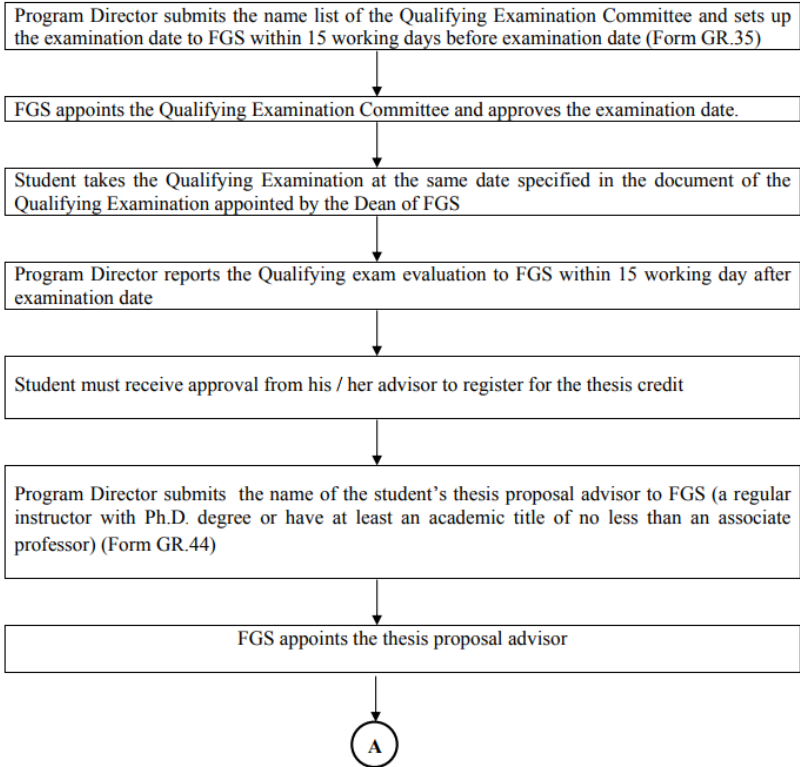 Program Director submits the name list of the Qualifying Examination Committee and sets up
the examination date to FGS within 15 working days before examination date (Form GR.35)
FGS appoints the Qualifying Examination Committee and approves the examination date.
Student takes the Qualifying Examination at the same date specified in the document of the
Qualifying Examination appointed by the Dean of FGS
Program Director reports the Qualifying exam evaluation to FGS within 15 working day after
examination date
Student must receive approval from his / her advisor to register for the thesis credit
Program Director submits the name of the student's thesis proposal advisor to FGS (a regular
instructor with Ph.D. degree or have at least an academic title of no less than an associate
professor) (Form GR.44)
FGS appoints the thesis proposal advisor
A